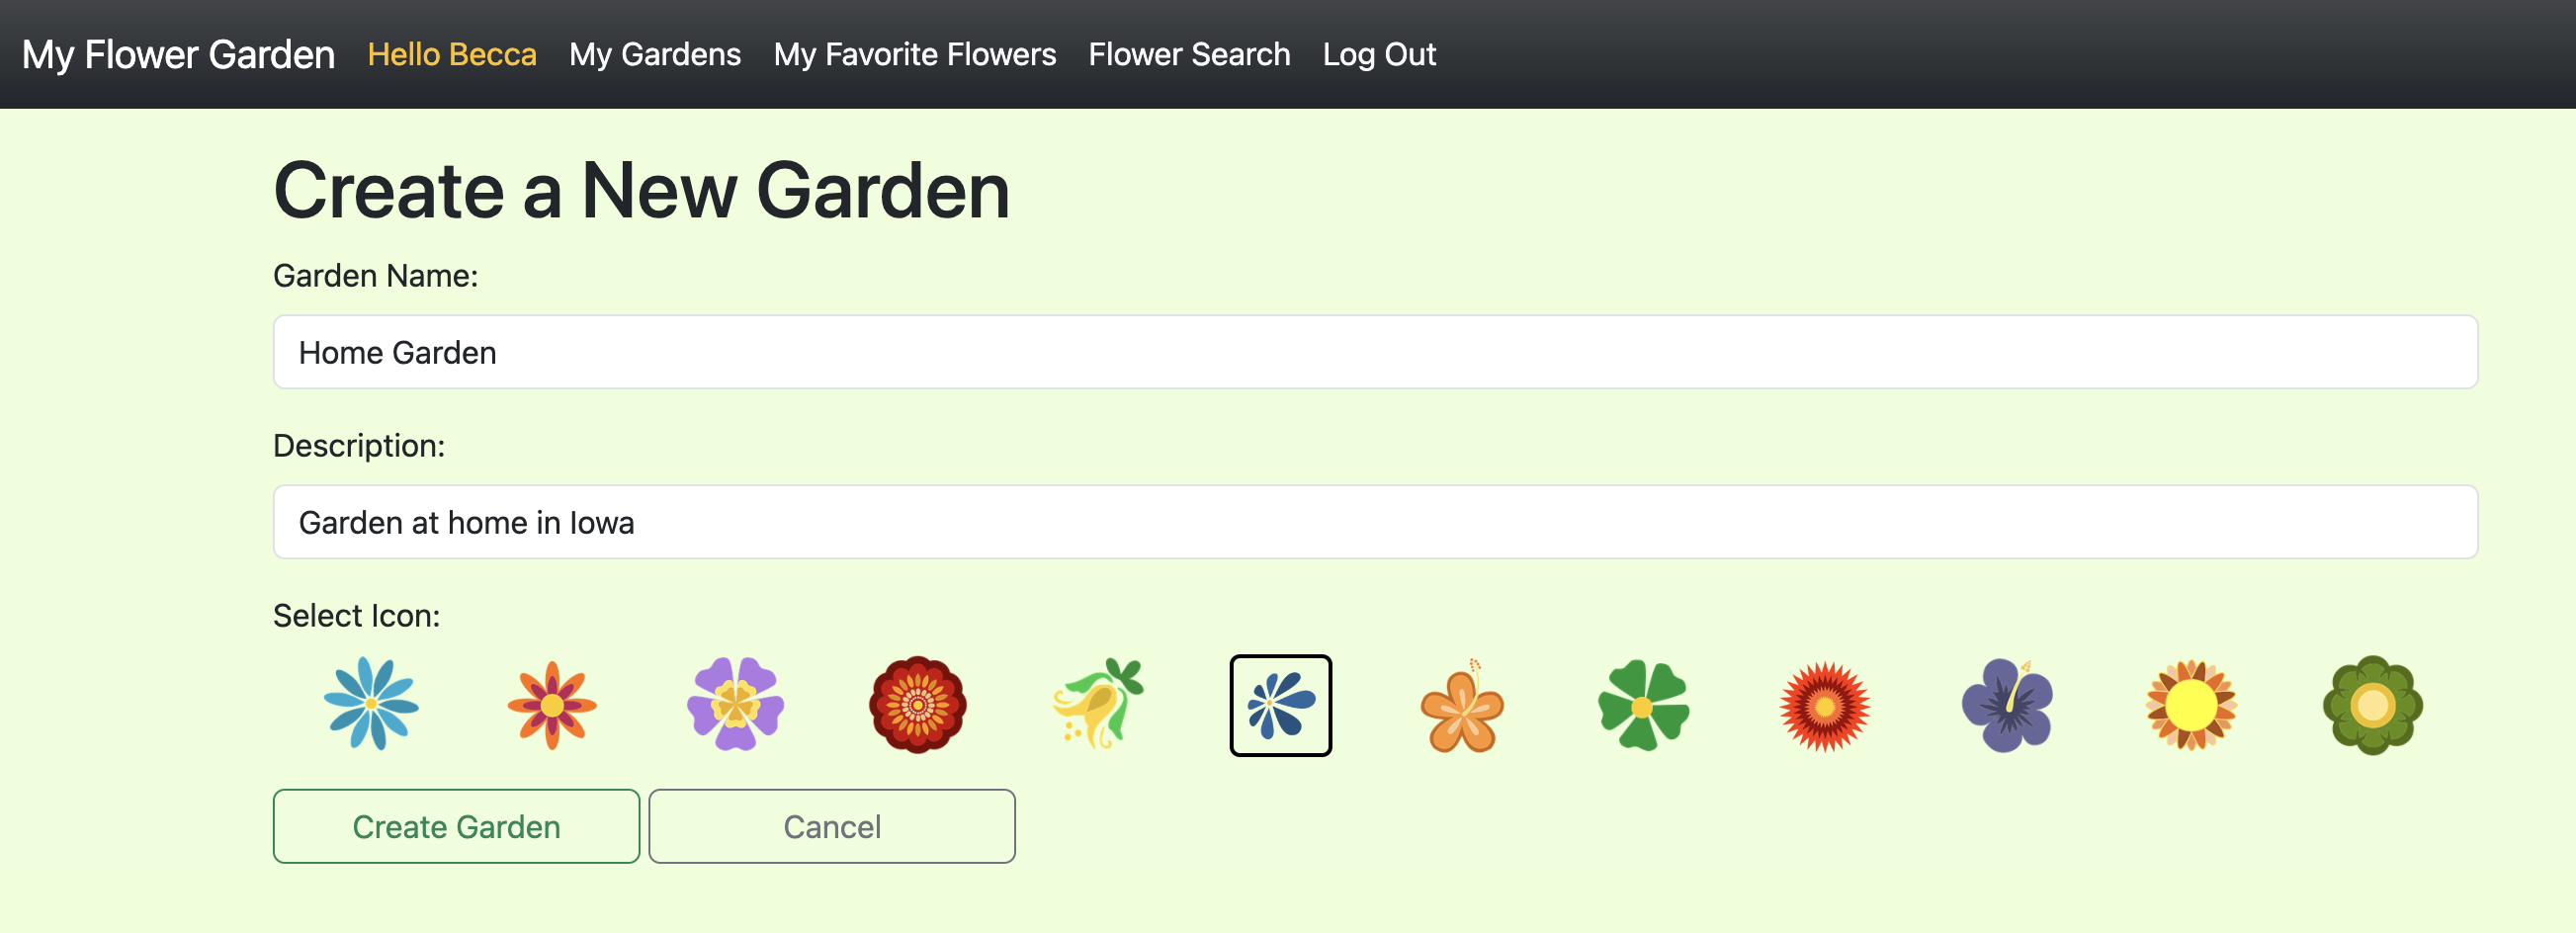 My Flower Garden Hello Becca My Gardens My Favorite Flowers Flower Search Log Out
Create a New Garden
Garden Name:
Home Garden
Description:
Garden at home in Iowa
Select Icon:
Create Garden Cancel